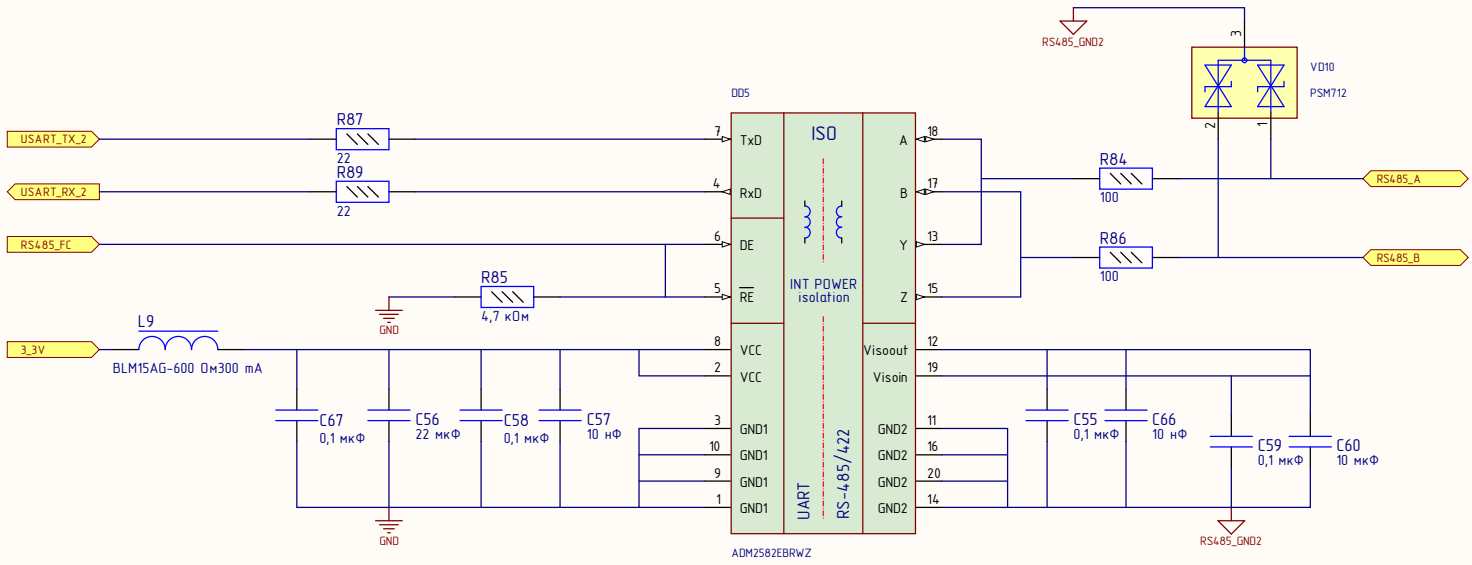 RS485_GND2
3
VD10
PSM712
2
1
DD5
ISO
USART_TX_2
R87
22
7
TxD
A
18
USART_RX_2
R89
22
4
RxD
B
17
R84
100
RS485_A
RS485_FC
6
DE
Y
13
R86
100
RS485_B
GND
R85
4,7 кОм
5
RE
INT POWER
isolation
Z
15
3_3V
L9
BLM15AG-600 Ом300 mA
8
VCC
Visoout
12
2
VCC
Visoin
19
C67
0,1 мкФ
C56
22 мкФ
C58
0,1 мкФ
C57
10 нФ
3
GND1
GND2
11
10
GND1
GND2
16
9
GND1
GND2
20
1
GND1
GND2
14
UART
RS-485/422
C55
0,1 мкФ
C66
10 нФ
C59
0,1 мкФ
C60
10 мкФ
GND
RS485_GND2
ADM2582EBRWZ